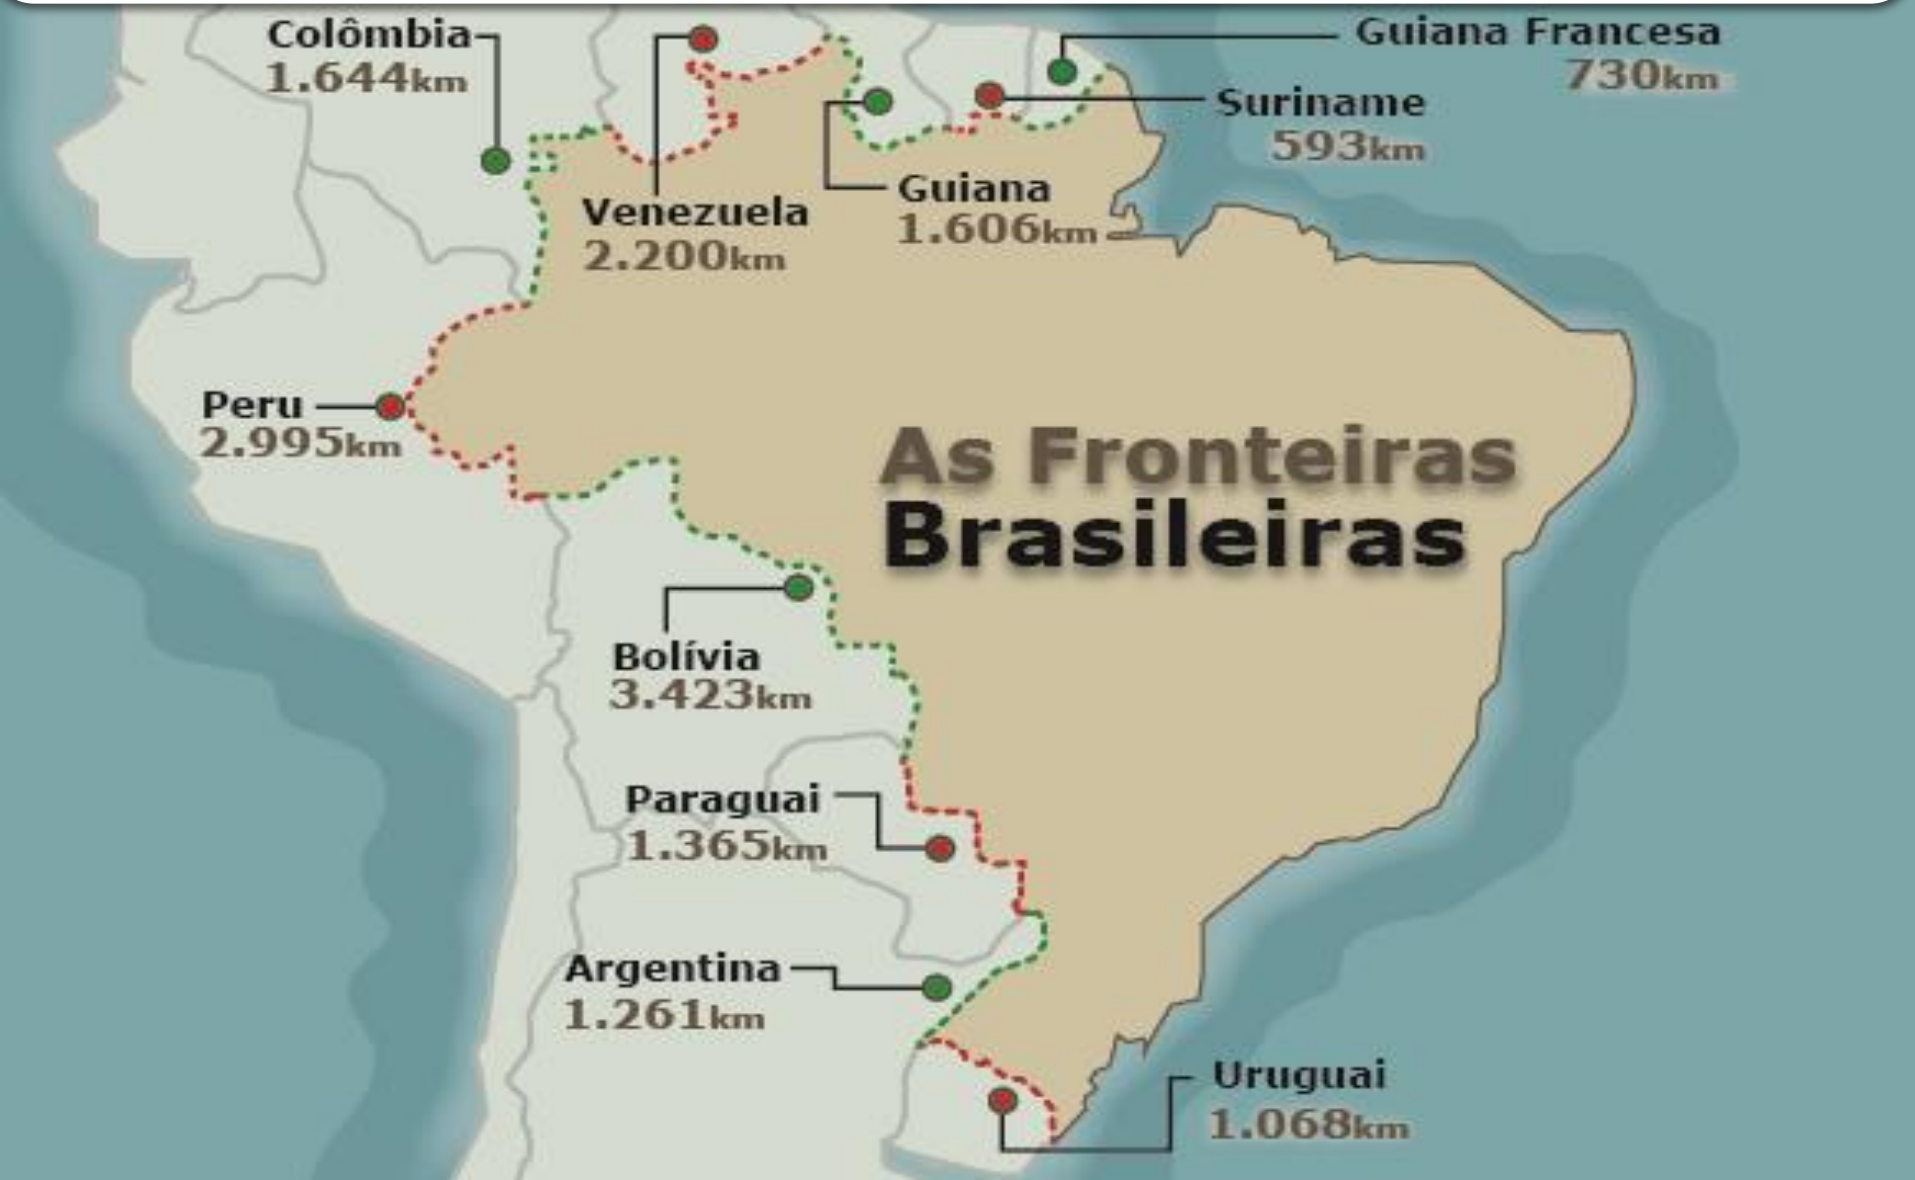 Colômbia
1.644km
Guiana Francesa
730km
Suriname
593km
Venezuela
2.200km
Guiana
1.606km
Peru
2.995km
As Fronteiras
Brasileiras
Bolívia
3.423km
Paraguai
1.365km
Argentina
1.261km
Uruguai
1.068km